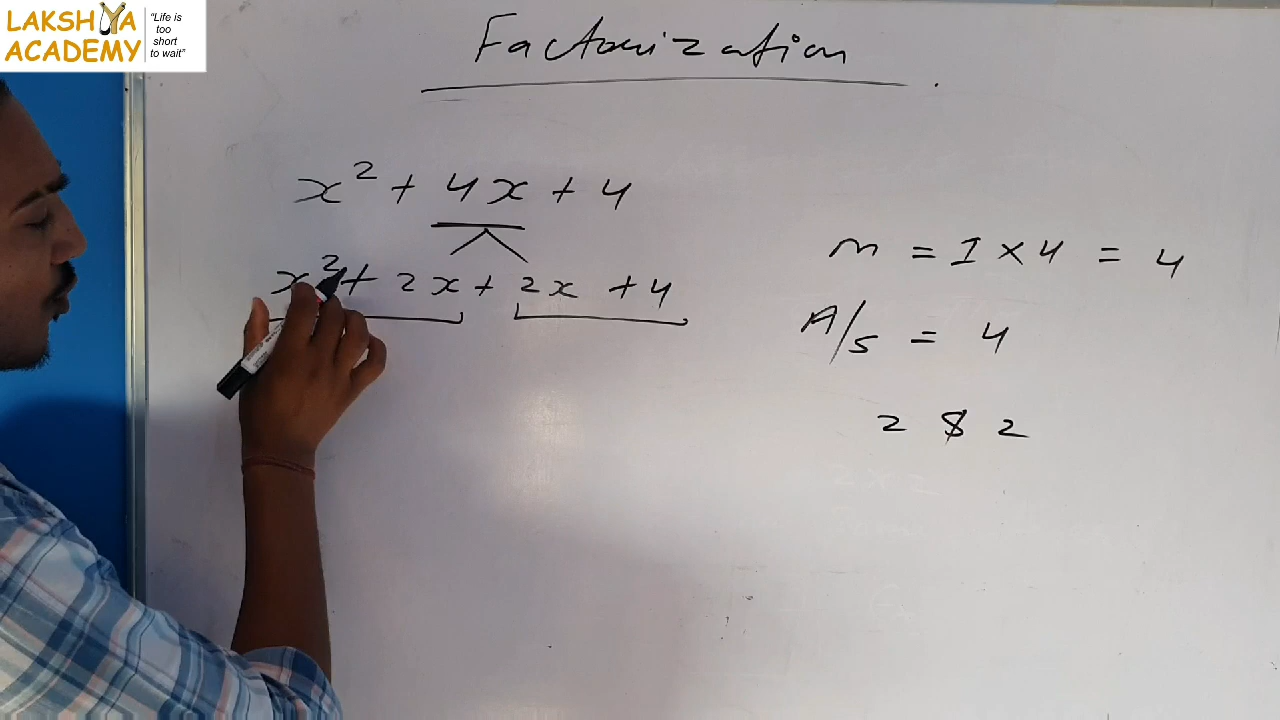 LAKSHYA
ACADEMY
"Life is
too
short
to wait"
Factorization
x² + 4x + 4
x² + 2x + 2x + 4
m = 1 × 4 = 4
A/S = 4
2 & 2